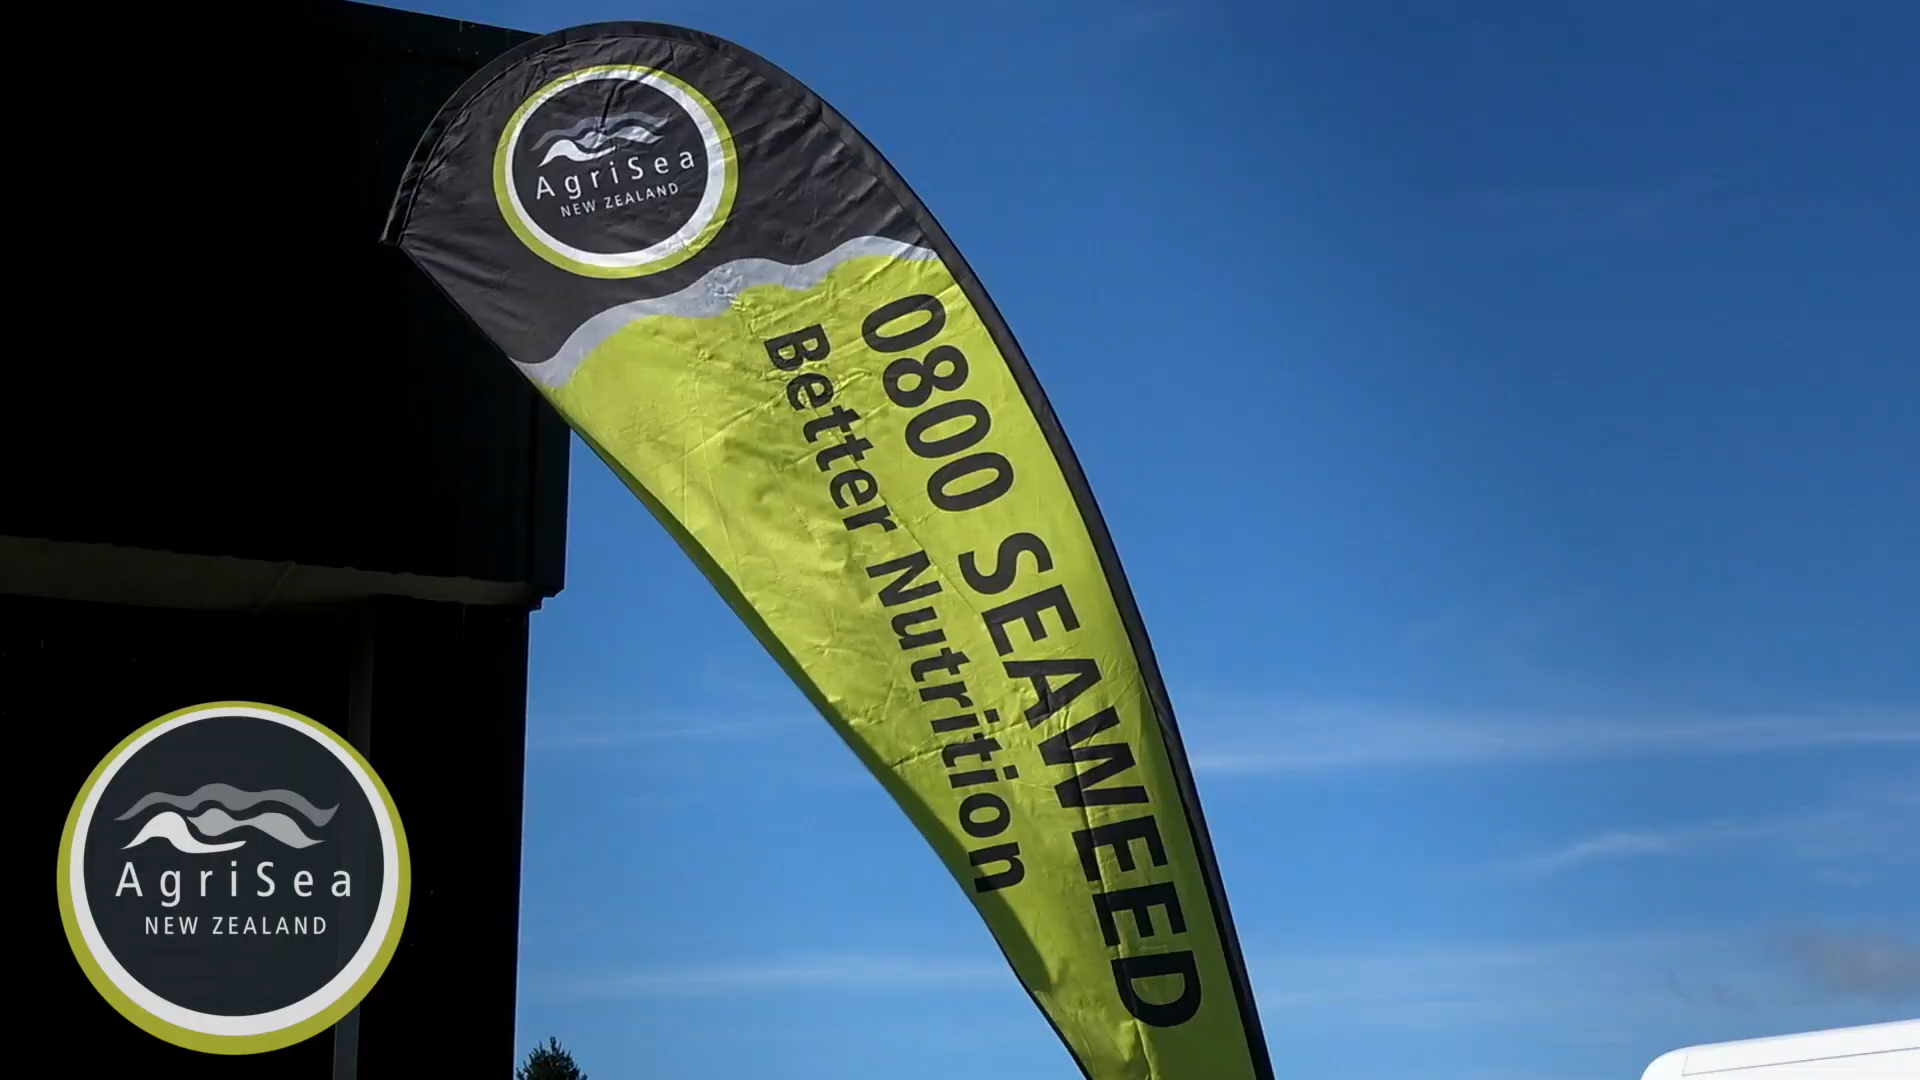 AgriSea
NEW ZEALAND
0800 SEAWEED
Better Nutrition
AgriSea
NEW ZEALAND